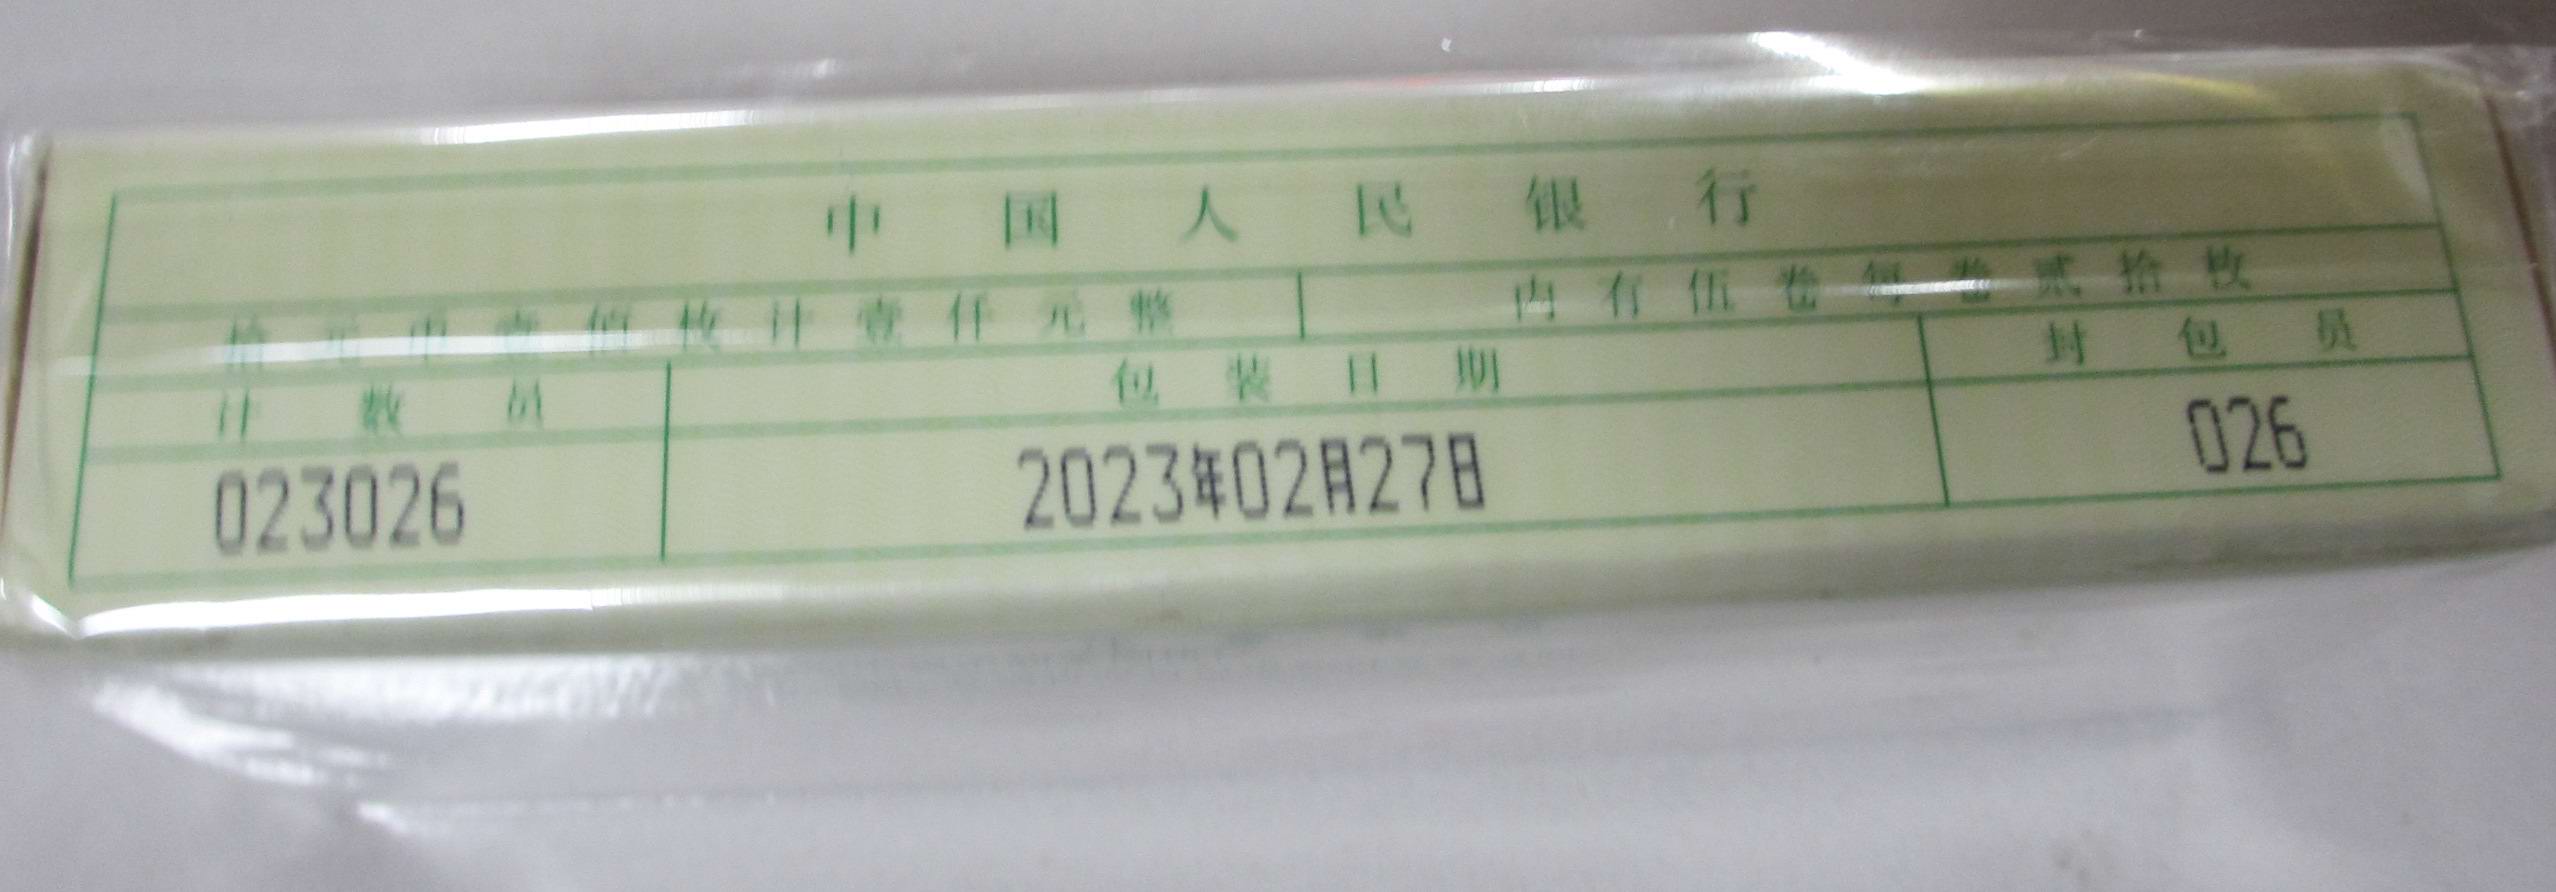 中国人民银行
拾元币壹佰枚计壹仟元整 内有伍卷每卷贰拾枚
计数员 包装日期 封包员
023026 2023年02月27日 026